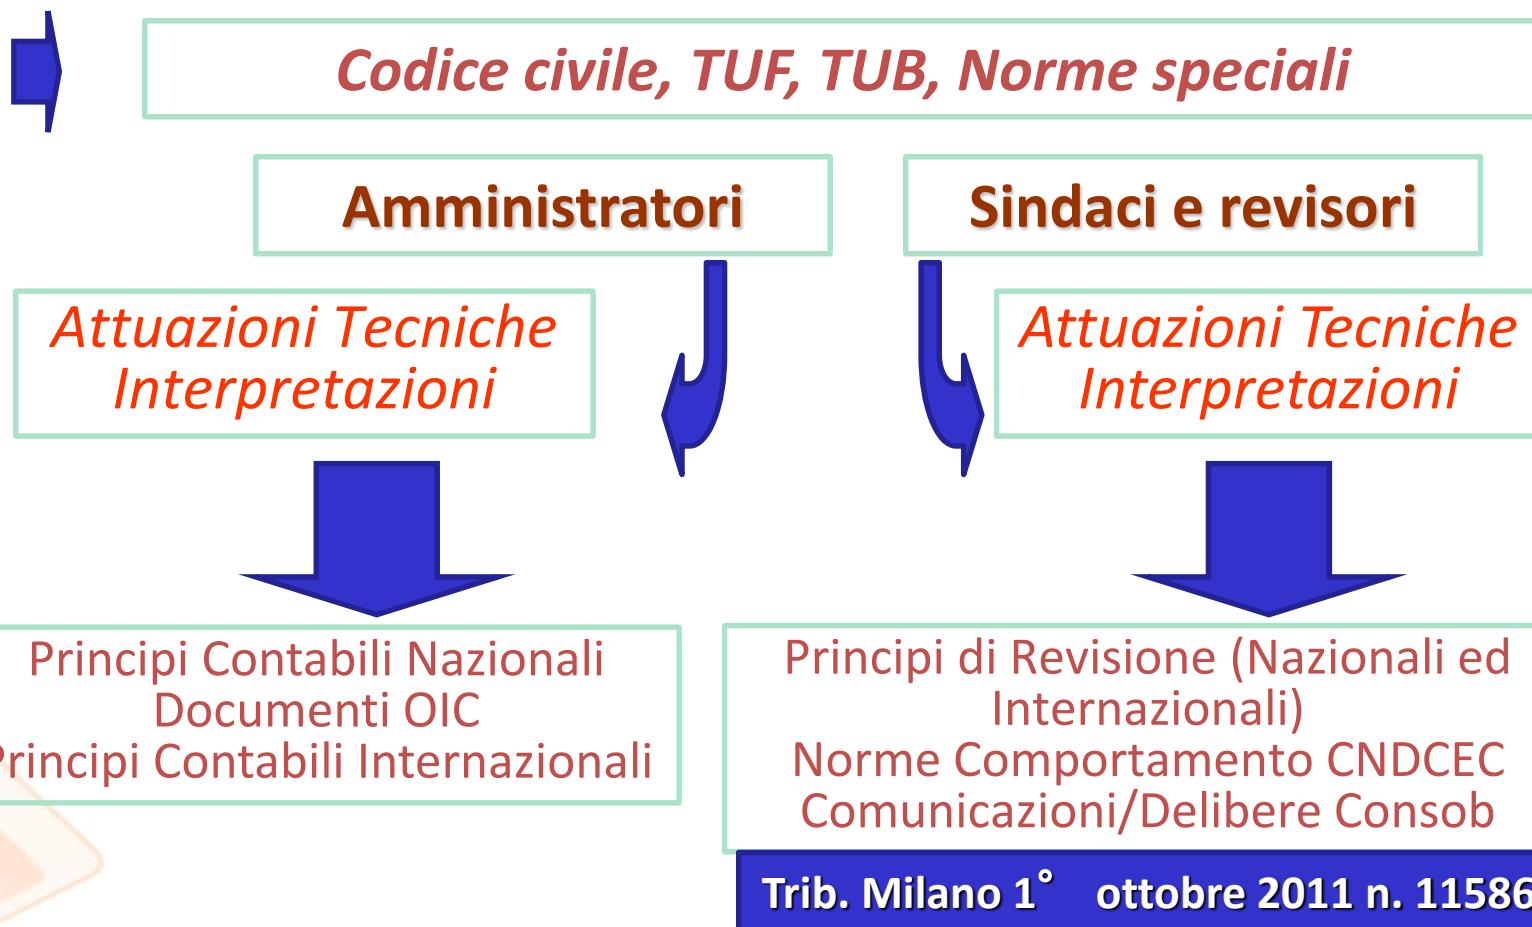 Codice civile, TUF, TUB, Norme speciali
Amministratori
Sindaci e revisori
Attuazioni Tecniche
Interpretazioni
Attuazioni Tecniche
Interpretazioni
Principi Contabili Nazionali
Documenti OIC
Principi Contabili Internazionali
Principi di Revisione (Nazionali ed
Internazionali)
Norme Comportamento CNDCEC
Comunicazioni/Delibere Consob
Trib. Milano 1° ottobre 2011 n. 11586